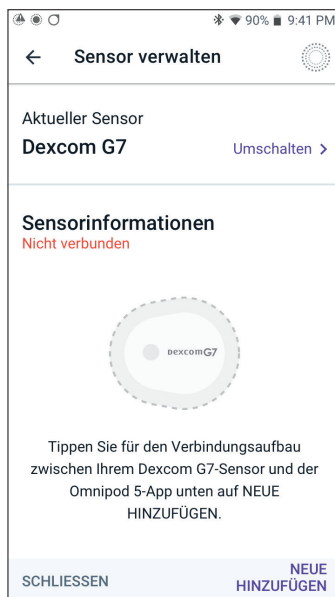 90% 9:41 PM
Sensor verwalten
Aktueller Sensor
Dexcom G7
Umschalten >
Sensorinformationen
Nicht verbunden
Dexcom G7
Tippen Sie für den Verbindungsaufbau
zwischen Ihrem Dexcom G7-Sensor und der
Omnipod 5-App unten auf NEUE
HINZUFÜGEN.
SCHLIESSEN
NEUE
HINZUFÜGEN